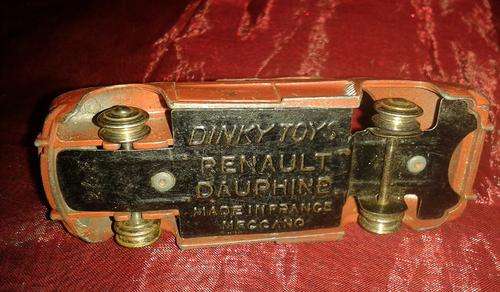 DINKY TOYS
RENAULT
DAUPHINE
MADE IN FRANCE
MECCANO